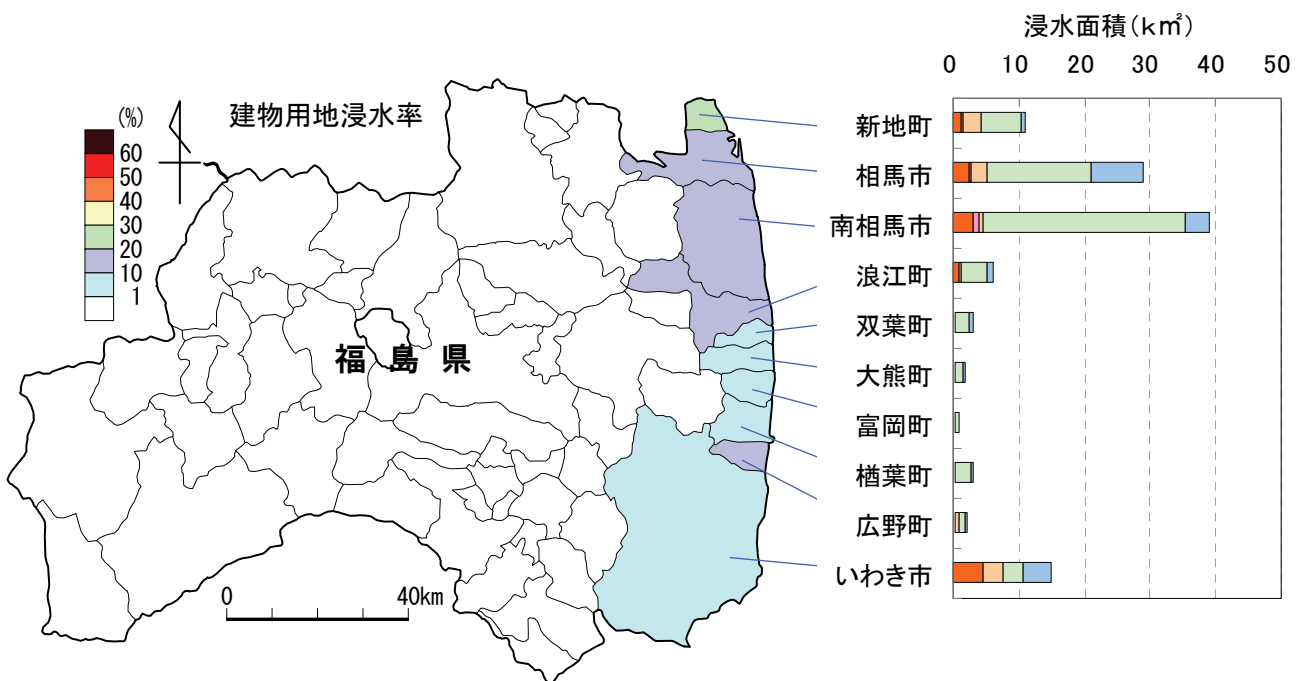 浸水面積(k㎡)
0 10 20 30 40 50
(%)
建物用地浸水率
60
50
40
30
20
10
1
福島県
0 40km
新地町
相馬市
南相馬市
浪江町
双葉町
大熊町
富岡町
楢葉町
広野町
いわき市